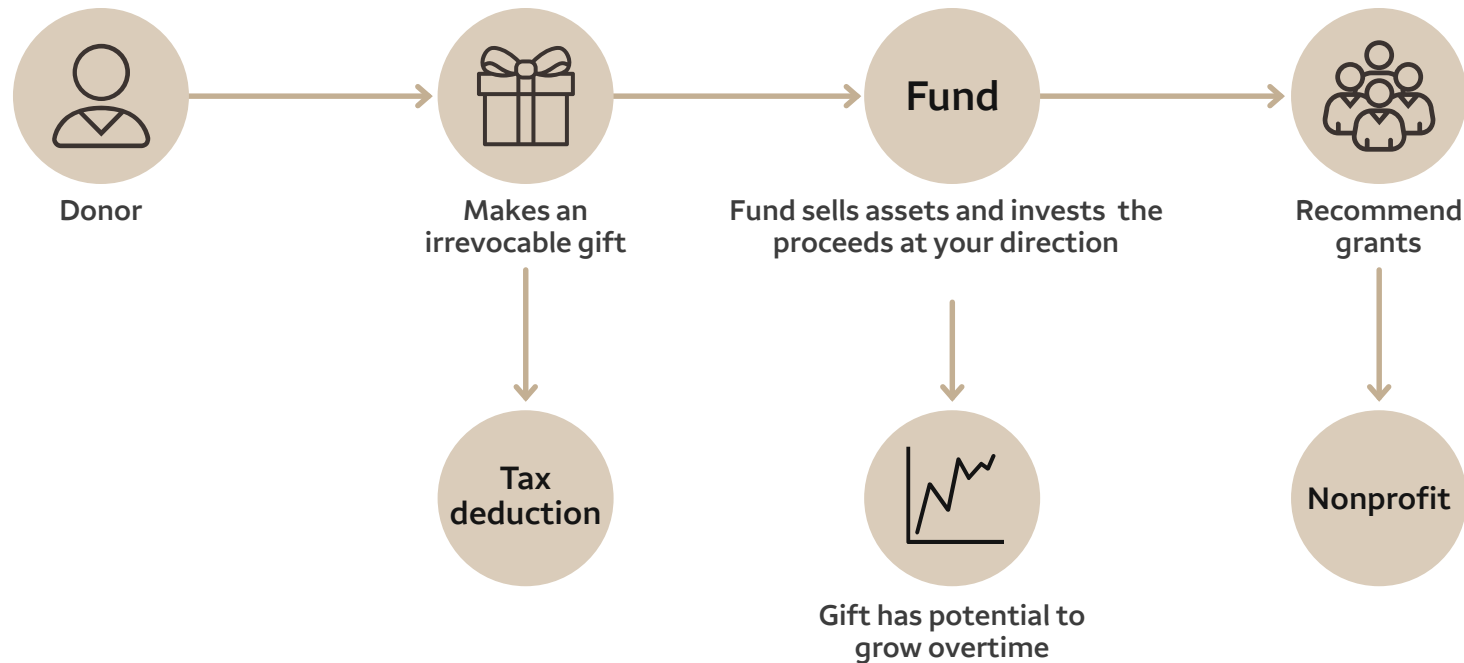 Fund
Donor
Makes an
irrevocable gift
Fund sells assets and invests  the
proceeds at your direction
Recommend
grants
Tax
deduction
Nonprofit
Gift has potential to
grow overtime